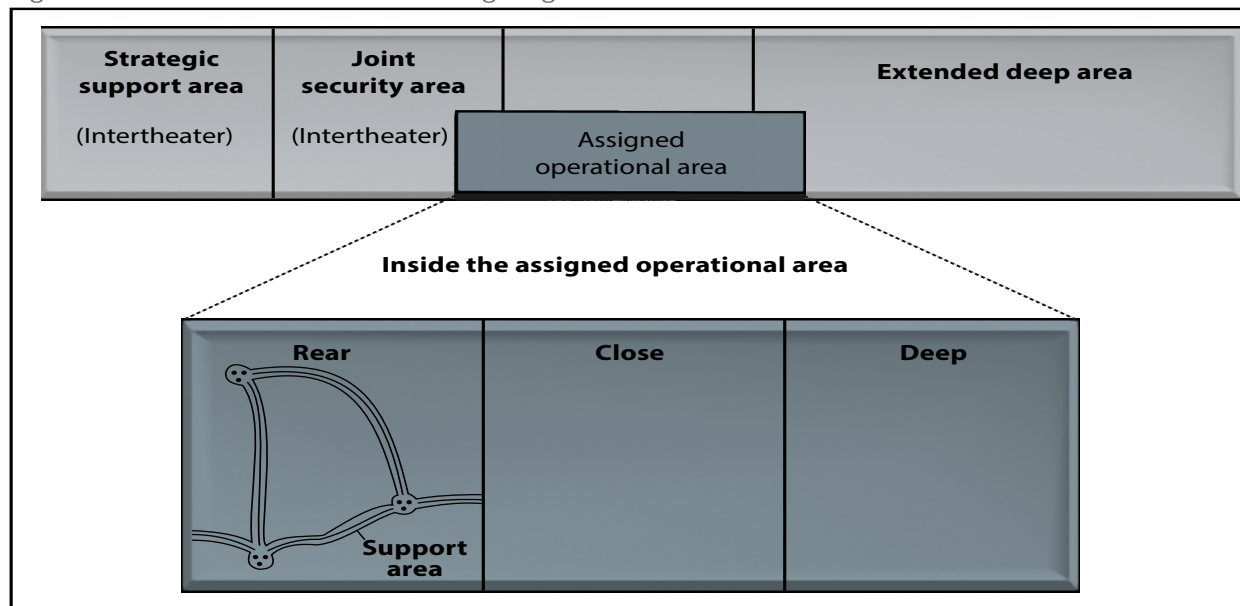 Strategic
support area
(Intertheater)
Joint
security area
(Intertheater)
Extended deep area
Assigned
operational area
Inside the assigned operational area
Rear
Close
Deep
Support
area